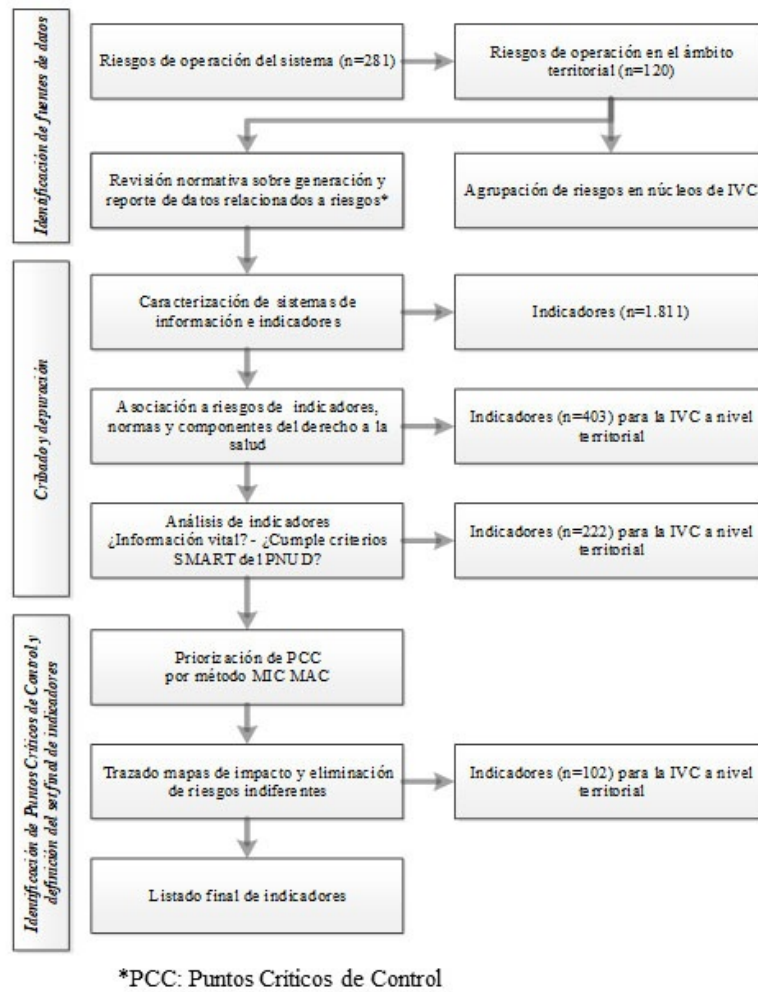 Identificación de fuentes de datos
Riesgos de operación del sistema (n=281)
Riesgos de operación en el ámbito
territorial (n=120)
Revisión normativa sobre generación y
reporte de datos relacionados a riesgos*
Agrupación de riesgos en núcleos de IVC
Cribado y depuración
Caracterización de sistemas de
información e indicadores
Indicadores (n=1.811)
Asociación a riesgos de indicadores,
normas y componentes del derecho a la
salud
Indicadores (n=403) para la IVC a nivel
territorial
Análisis de indicadores
¿Información vital? - ¿Cumple criterios
SMART del PNUD?
Indicadores (n=222) para la IVC a nivel
territorial
Identificación de Puntos Críticos de Control y
definición del set final de indicadores
Priorización de PCC
por método MIC MAC
Trazado mapas de impacto y eliminación
de riesgos indiferentes
Indicadores (n=102) para la IVC a nivel
territorial
Listado final de indicadores
*PCC: Puntos Criticos de Control